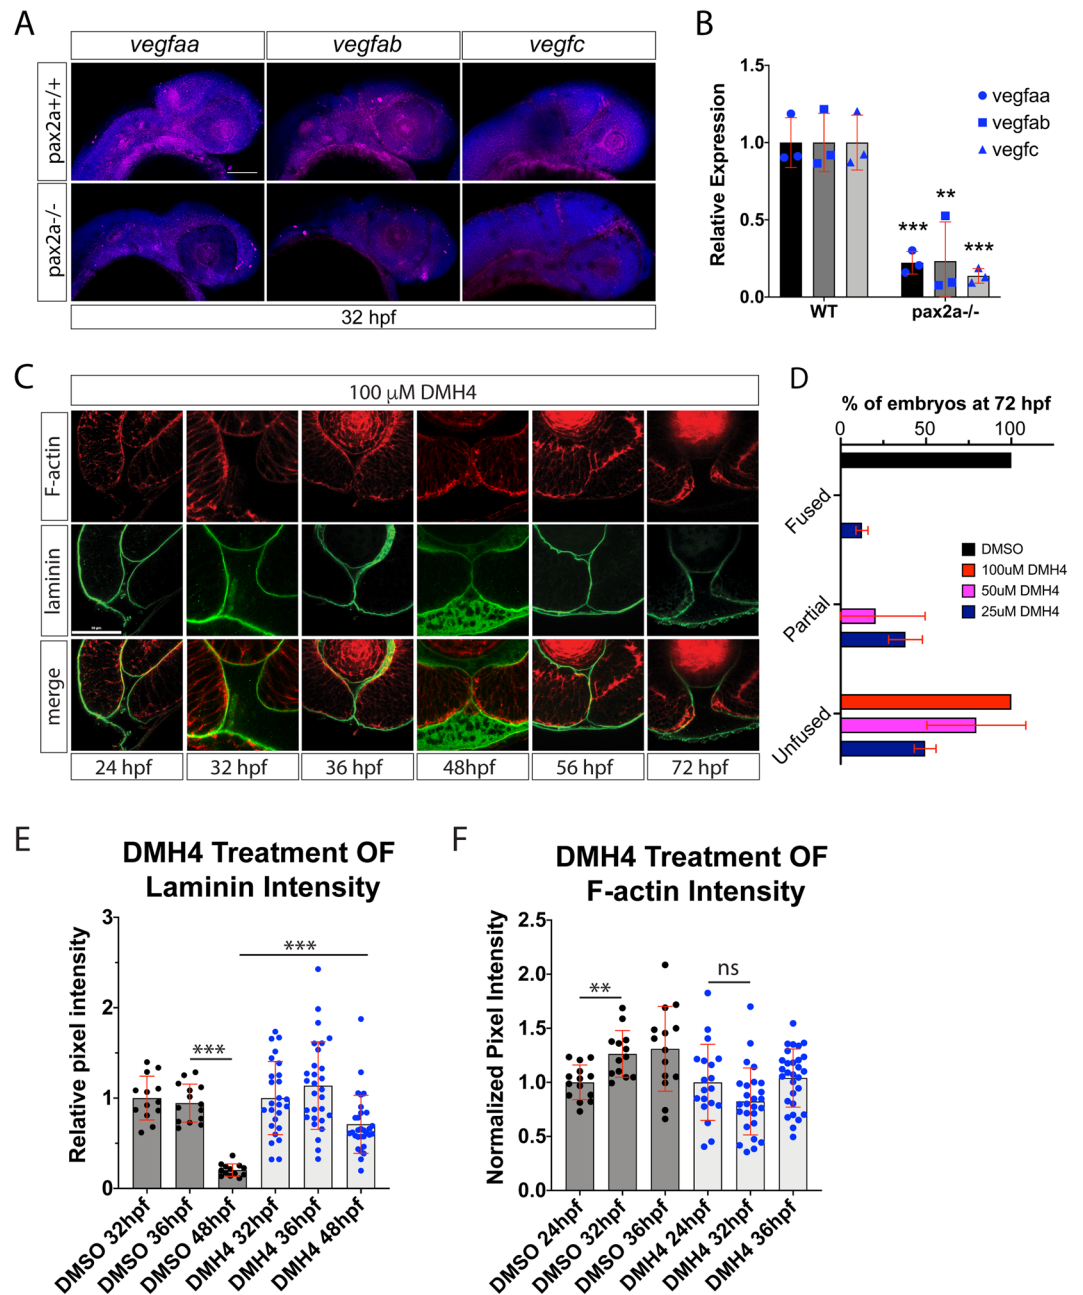 A
vegfaa
vegfab
vegfc
pax2a+/+
pax2a-/-
32 hpf
B
Relative Expression
1.5
1.0
0.5
0.0
vegfaa
vegfab
vegfc
***
**
***
WT
pax2a-/-
C
100 μM DMH4
F-actin
laminin
merge
24 hpf
32 hpf
36 hpf
48hpf
56 hpf
72 hpf
D
% of embryos at 72 hpf
0
50
100
Fused
Partial
Unfused
DMSO
100uM DMH4
50uM DMH4
25uM DMH4
E
DMH4 Treatment OF
Laminin Intensity
Relative pixel intensity
3
2
1
0
***
***
DMSO 32hpf
DMSO 36hpf
DMSO 48hpf
DMH4 32hpf
DMH4 36hpf
DMH4 48hpf
F
DMH4 Treatment OF
F-actin Intensity
Normalized Pixel Intensity
2.5
2.0
1.5
1.0
0.5
0.0
**
ns
DMSO 24hpf
DMSO 32hpf
DMSO 36hpf
DMH4 24hpf
DMH4 32hpf
DMH4 36hpf